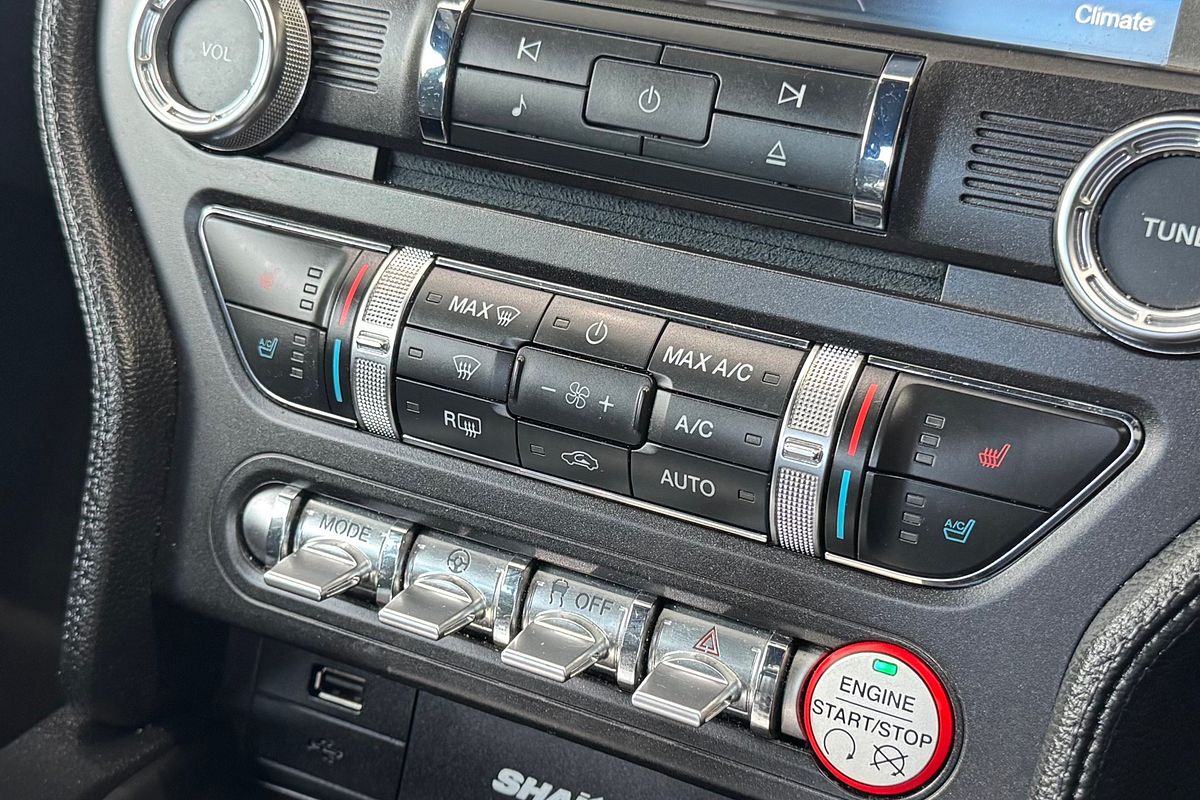 Climate
VOL
TUNE
MAX
MAX A/C
A/C
R
A/C
AUTO
A/C
MODE
OFF
ENGINE
START/STOP